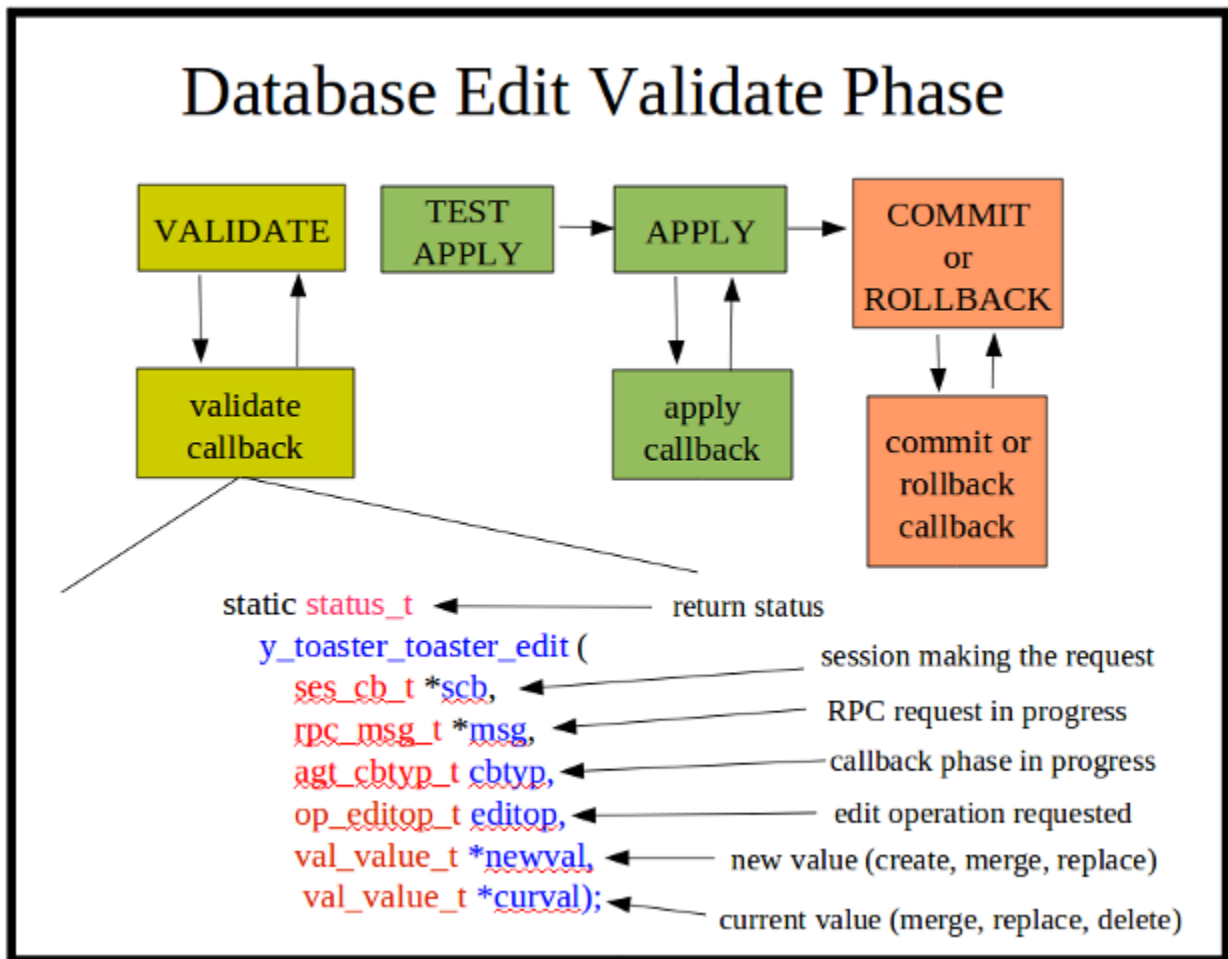 Database Edit Validate Phase
VALIDATE
TEST
APPLY
APPLY
COMMIT
or
ROLLBACK
validate
callback
apply
callback
commit or
rollback
callback
static status_t
return status
y_toaster_toaster_edit (
ses_cb_t *scb,
session making the request
rpc_msg_t *msg,
RPC request in progress
agt_cbtyp_t cbtyp,
callback phase in progress
op_editop_t editop,
edit operation requested
val_value_t *newval,
new value (create, merge, replace)
val_value_t *curval);
current value (merge, replace, delete)